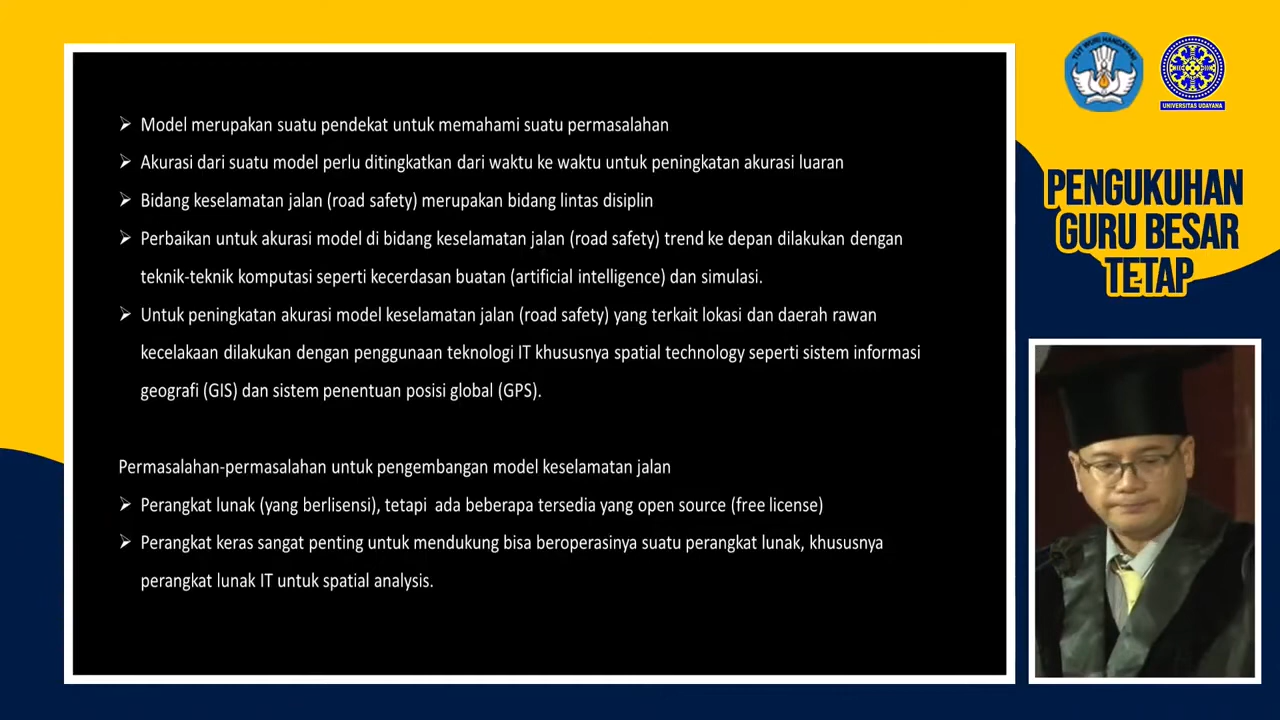 TUT WURI HANDAYANI
UNIVERSITAS UDAYANA
PENGUKUHAN
GURU BESAR
TETAP
Model merupakan suatu pendekat untuk memahami suatu permasalahan
Akurasi dari suatu model perlu ditingkatkan dari waktu ke waktu untuk peningkatan akurasi luaran
Bidang keselamatan jalan (road safety) merupakan bidang lintas disiplin
Perbaikan untuk akurasi model di bidang keselamatan jalan (road safety) trend ke depan dilakukan dengan
teknik-teknik komputasi seperti kecerdasan buatan (artificial intelligence) dan simulasi.
Untuk peningkatan akurasi model keselamatan jalan (road safety) yang terkait lokasi dan daerah rawan
kecelakaan dilakukan dengan penggunaan teknologi IT khususnya spatial technology seperti sistem informasi
geografi (GIS) dan sistem penentuan posisi global (GPS).
Permasalahan-permasalahan untuk pengembangan model keselamatan jalan
Perangkat lunak (yang berlisensi), tetapi  ada beberapa tersedia yang open source (free license)
Perangkat keras sangat penting untuk mendukung bisa beroperasinya suatu perangkat lunak, khususnya
perangkat lunak IT untuk spatial analysis.